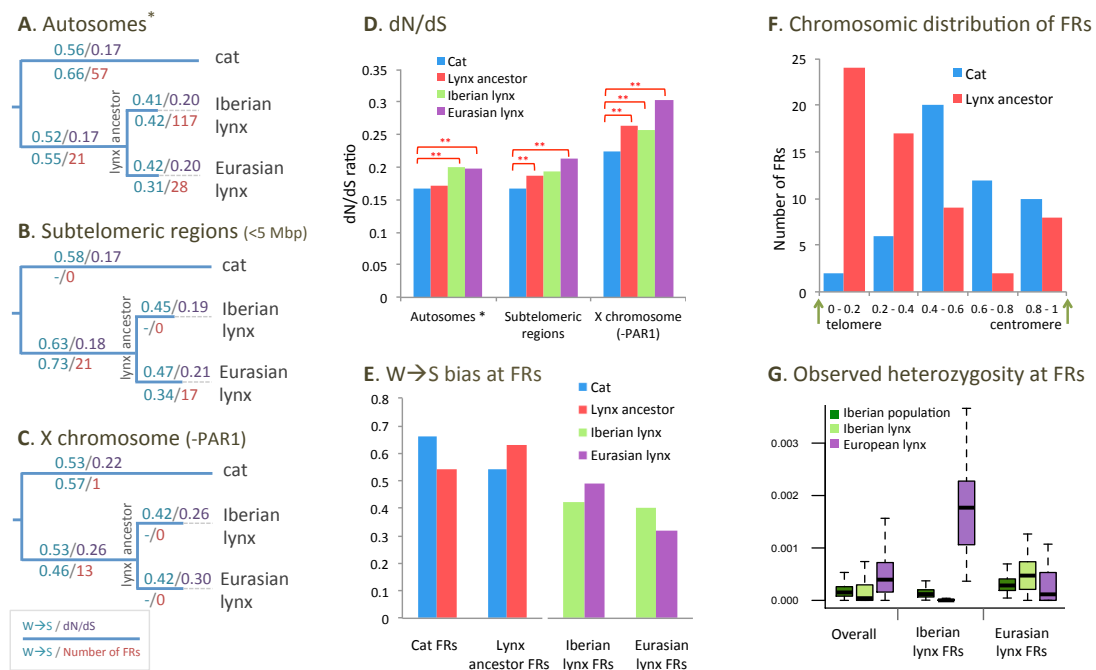 A. Autosomes*
0.56/0.17
cat
0.66/57
lynx ancestor
0.41/0.20
Iberian lynx
0.42/117
0.52/0.17
0.55/21
0.42/0.20
Eurasian lynx
0.31/28
B. Subtelomeric regions (<5 Mbp)
0.58/0.17
cat
-/0
lynx ancestor
0.45/0.19
Iberian lynx
-/0
0.63/0.18
0.73/21
0.47/0.21
Eurasian lynx
0.34/17
C. X chromosome (-PAR1)
0.53/0.22
cat
0.57/1
lynx ancestor
0.42/0.26
Iberian lynx
-/0
0.53/0.26
0.46/13
0.42/0.30
Eurasian lynx
-/0
W→S / dN/dS
W→S / Number of FRs
D. dN/dS
Cat
Lynx ancestor
Iberian lynx
Eurasian lynx
dN/dS ratio
0.35
0.3
0.25
0.2
0.15
0.1
0.05
0
**
**
**
**
**
**
**
Autosomes *
Subtelomeric regions
X chromosome (-PAR1)
E. W→S bias at FRs
Cat
Lynx ancestor
Iberian lynx
Eurasian lynx
0.8
0.7
0.6
0.5
0.4
0.3
0.2
0.1
0
Cat FRs
Lynx ancestor FRs
Iberian lynx FRs
Eurasian lynx FRs
F. Chromosomic distribution of FRs
Cat
Lynx ancestor
Number of FRs
25
20
15
10
5
0
0 - 0.2
0.2 - 0.4
0.4 - 0.6
0.6 - 0.8
0.8 - 1
telomere
centromere
G. Observed heterozygosity at FRs
Iberian population
Iberian lynx
European lynx
0.003
0.002
0.001
0.000
Overall
Iberian lynx FRs
Eurasian lynx FRs